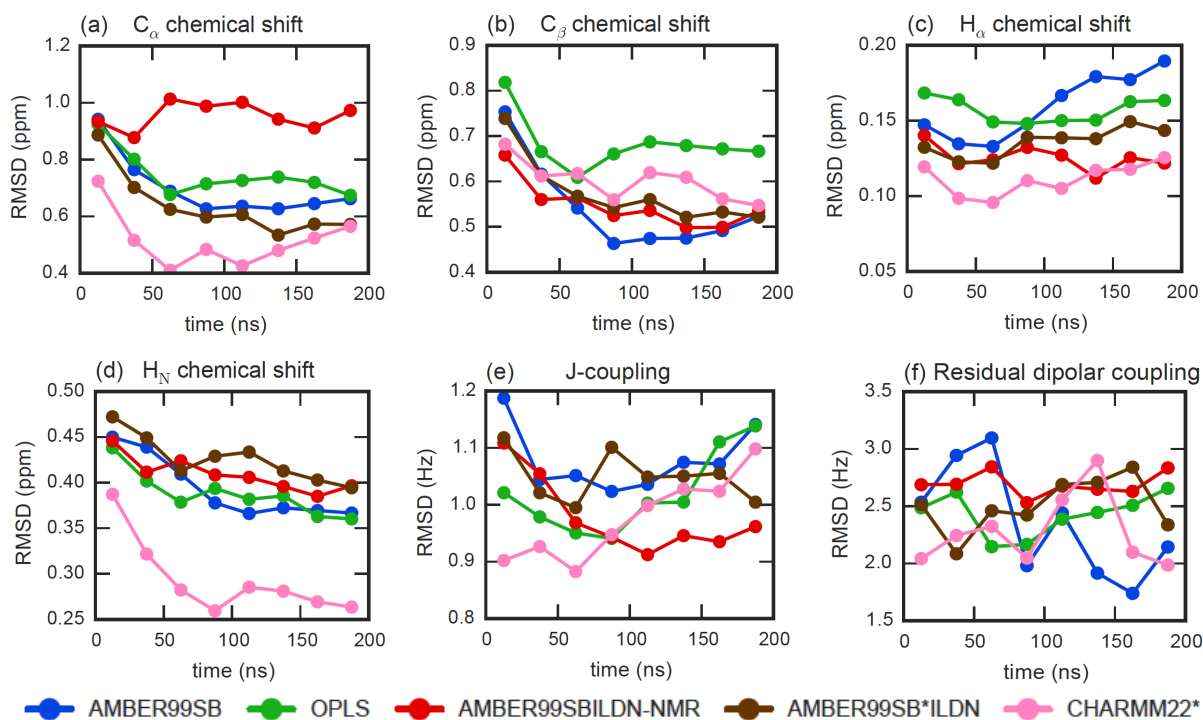 (a) Cα chemical shift
1.2
1.0
0.8
0.6
0.4
RMSD (ppm)
0 50 100 150 200
time (ns)
(b) Cβ chemical shift
0.9
0.8
0.7
0.6
0.5
0.4
RMSD (ppm)
0 50 100 150 200
time (ns)
(c) Hα chemical shift
0.20
0.15
0.10
0.05
RMSD (ppm)
0 50 100 150 200
time (ns)
(d) HN chemical shift
0.50
0.45
0.40
0.35
0.30
0.25
RMSD (ppm)
0 50 100 150 200
time (ns)
(e) J-coupling
1.2
1.1
1.0
0.9
0.8
RMSD (Hz)
0 50 100 150 200
time (ns)
(f) Residual dipolar coupling
3.5
3.0
2.5
2.0
1.5
RMSD (Hz)
0 50 100 150 200
time (ns)
AMBER99SB OPLS AMBER99SBILDN-NMR AMBER99SB*ILDN CHARMM22*